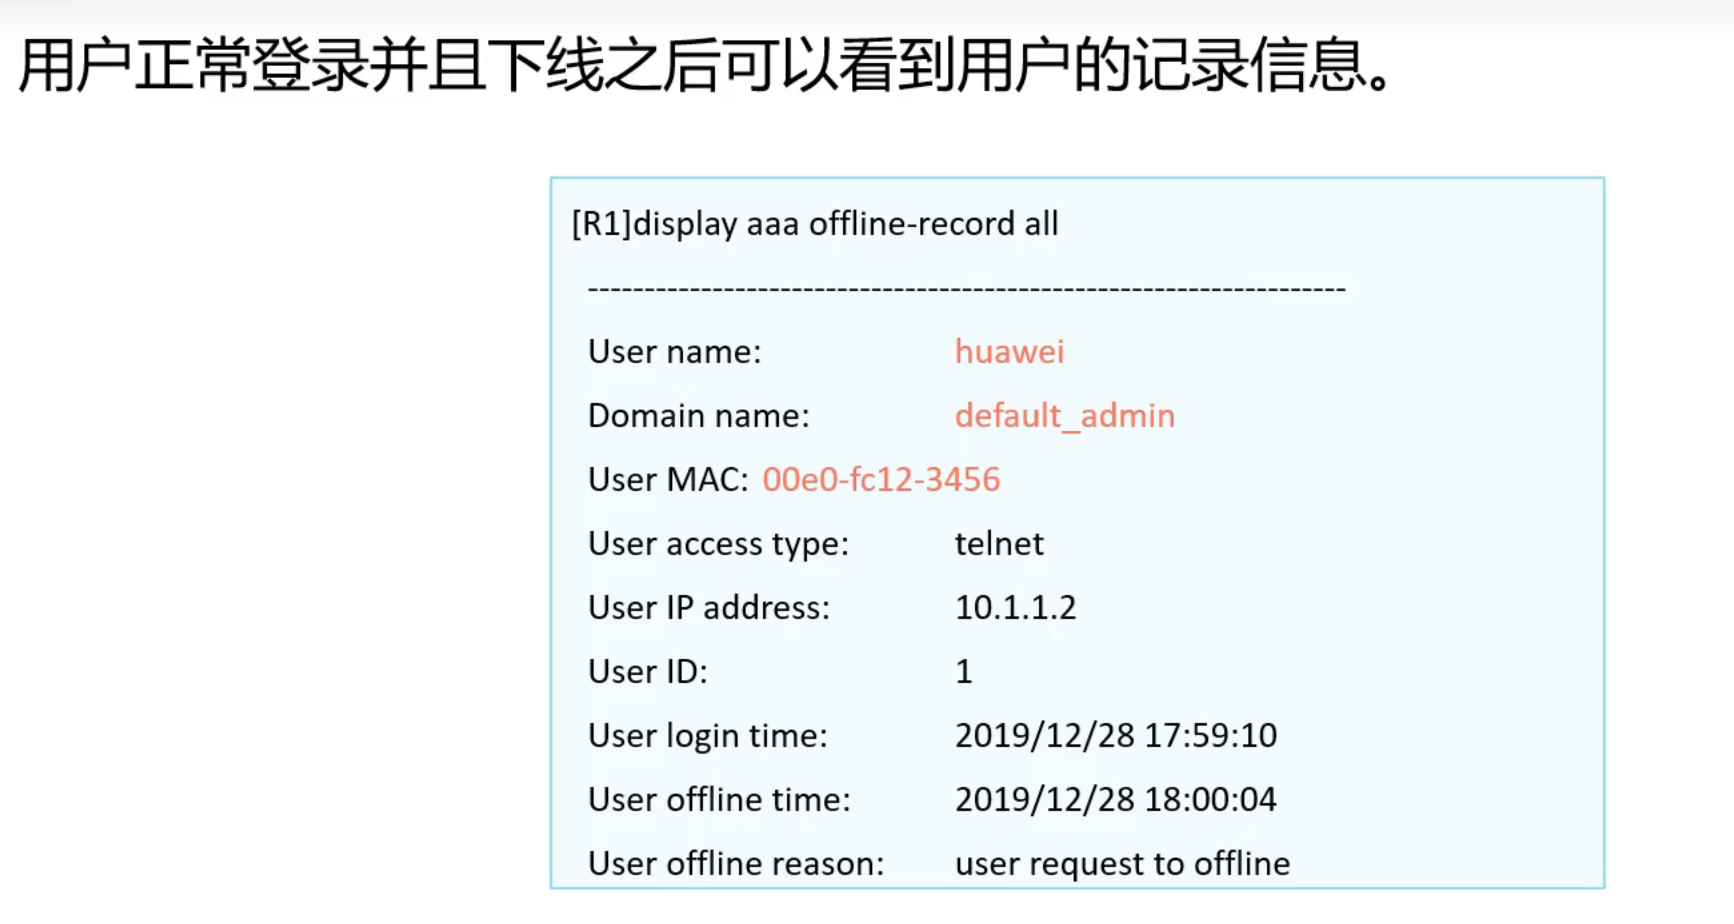 用户正常登录并且下线之后可以看到用户的记录信息。
[R1]display aaa offline-record all
-------------------------------------------------------------------
User name: huawei
Domain name: default_admin
User MAC: 00e0-fc12-3456
User access type: telnet
User IP address: 10.1.1.2
User ID: 1
User login time: 2019/12/28 17:59:10
User offline time: 2019/12/28 18:00:04
User offline reason: user request to offline